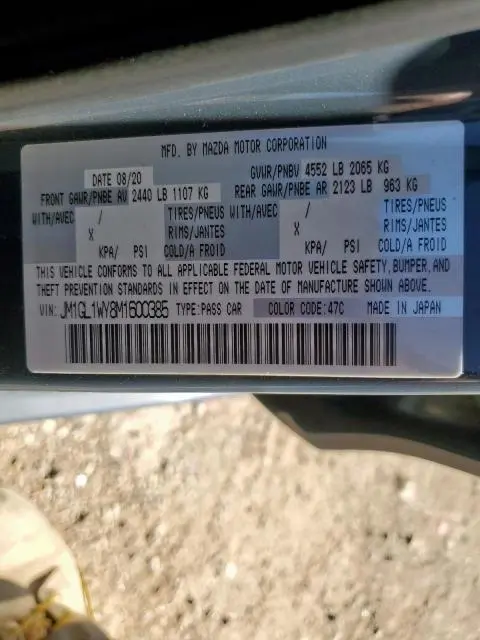 MFD. BY MAZDA MOTOR CORPORATION
DATE 08/20 GVWR/PNBV 4552 LB 2065 KG
FRONT GAWR/PNBE AV 2440 LB 1107 KG REAR GAWR/PNBE AR 2123 LB 963 KG
WITH/AVEC / TIRES/PNEUS WITH/AVEC / TIRES/PNEUS
X RIMS/JANTES X RIMS/JANTES
KPA/ PSI COLD/A FROID KPA/ PSI COLD/A FROID
THIS VEHICLE CONFORMS TO ALL APPLICABLE FEDERAL MOTOR VEHICLE SAFETY,BUMPER,AND
THEFT PREVENTION STANDARDS IN EFFECT ON THE DATE OF MANUFACTURE SHOWN ABOVE.
VIN: JM1GL1WY8M1600385 TYPE:PASS CAR COLOR CODE:47C MADE IN JAPAN